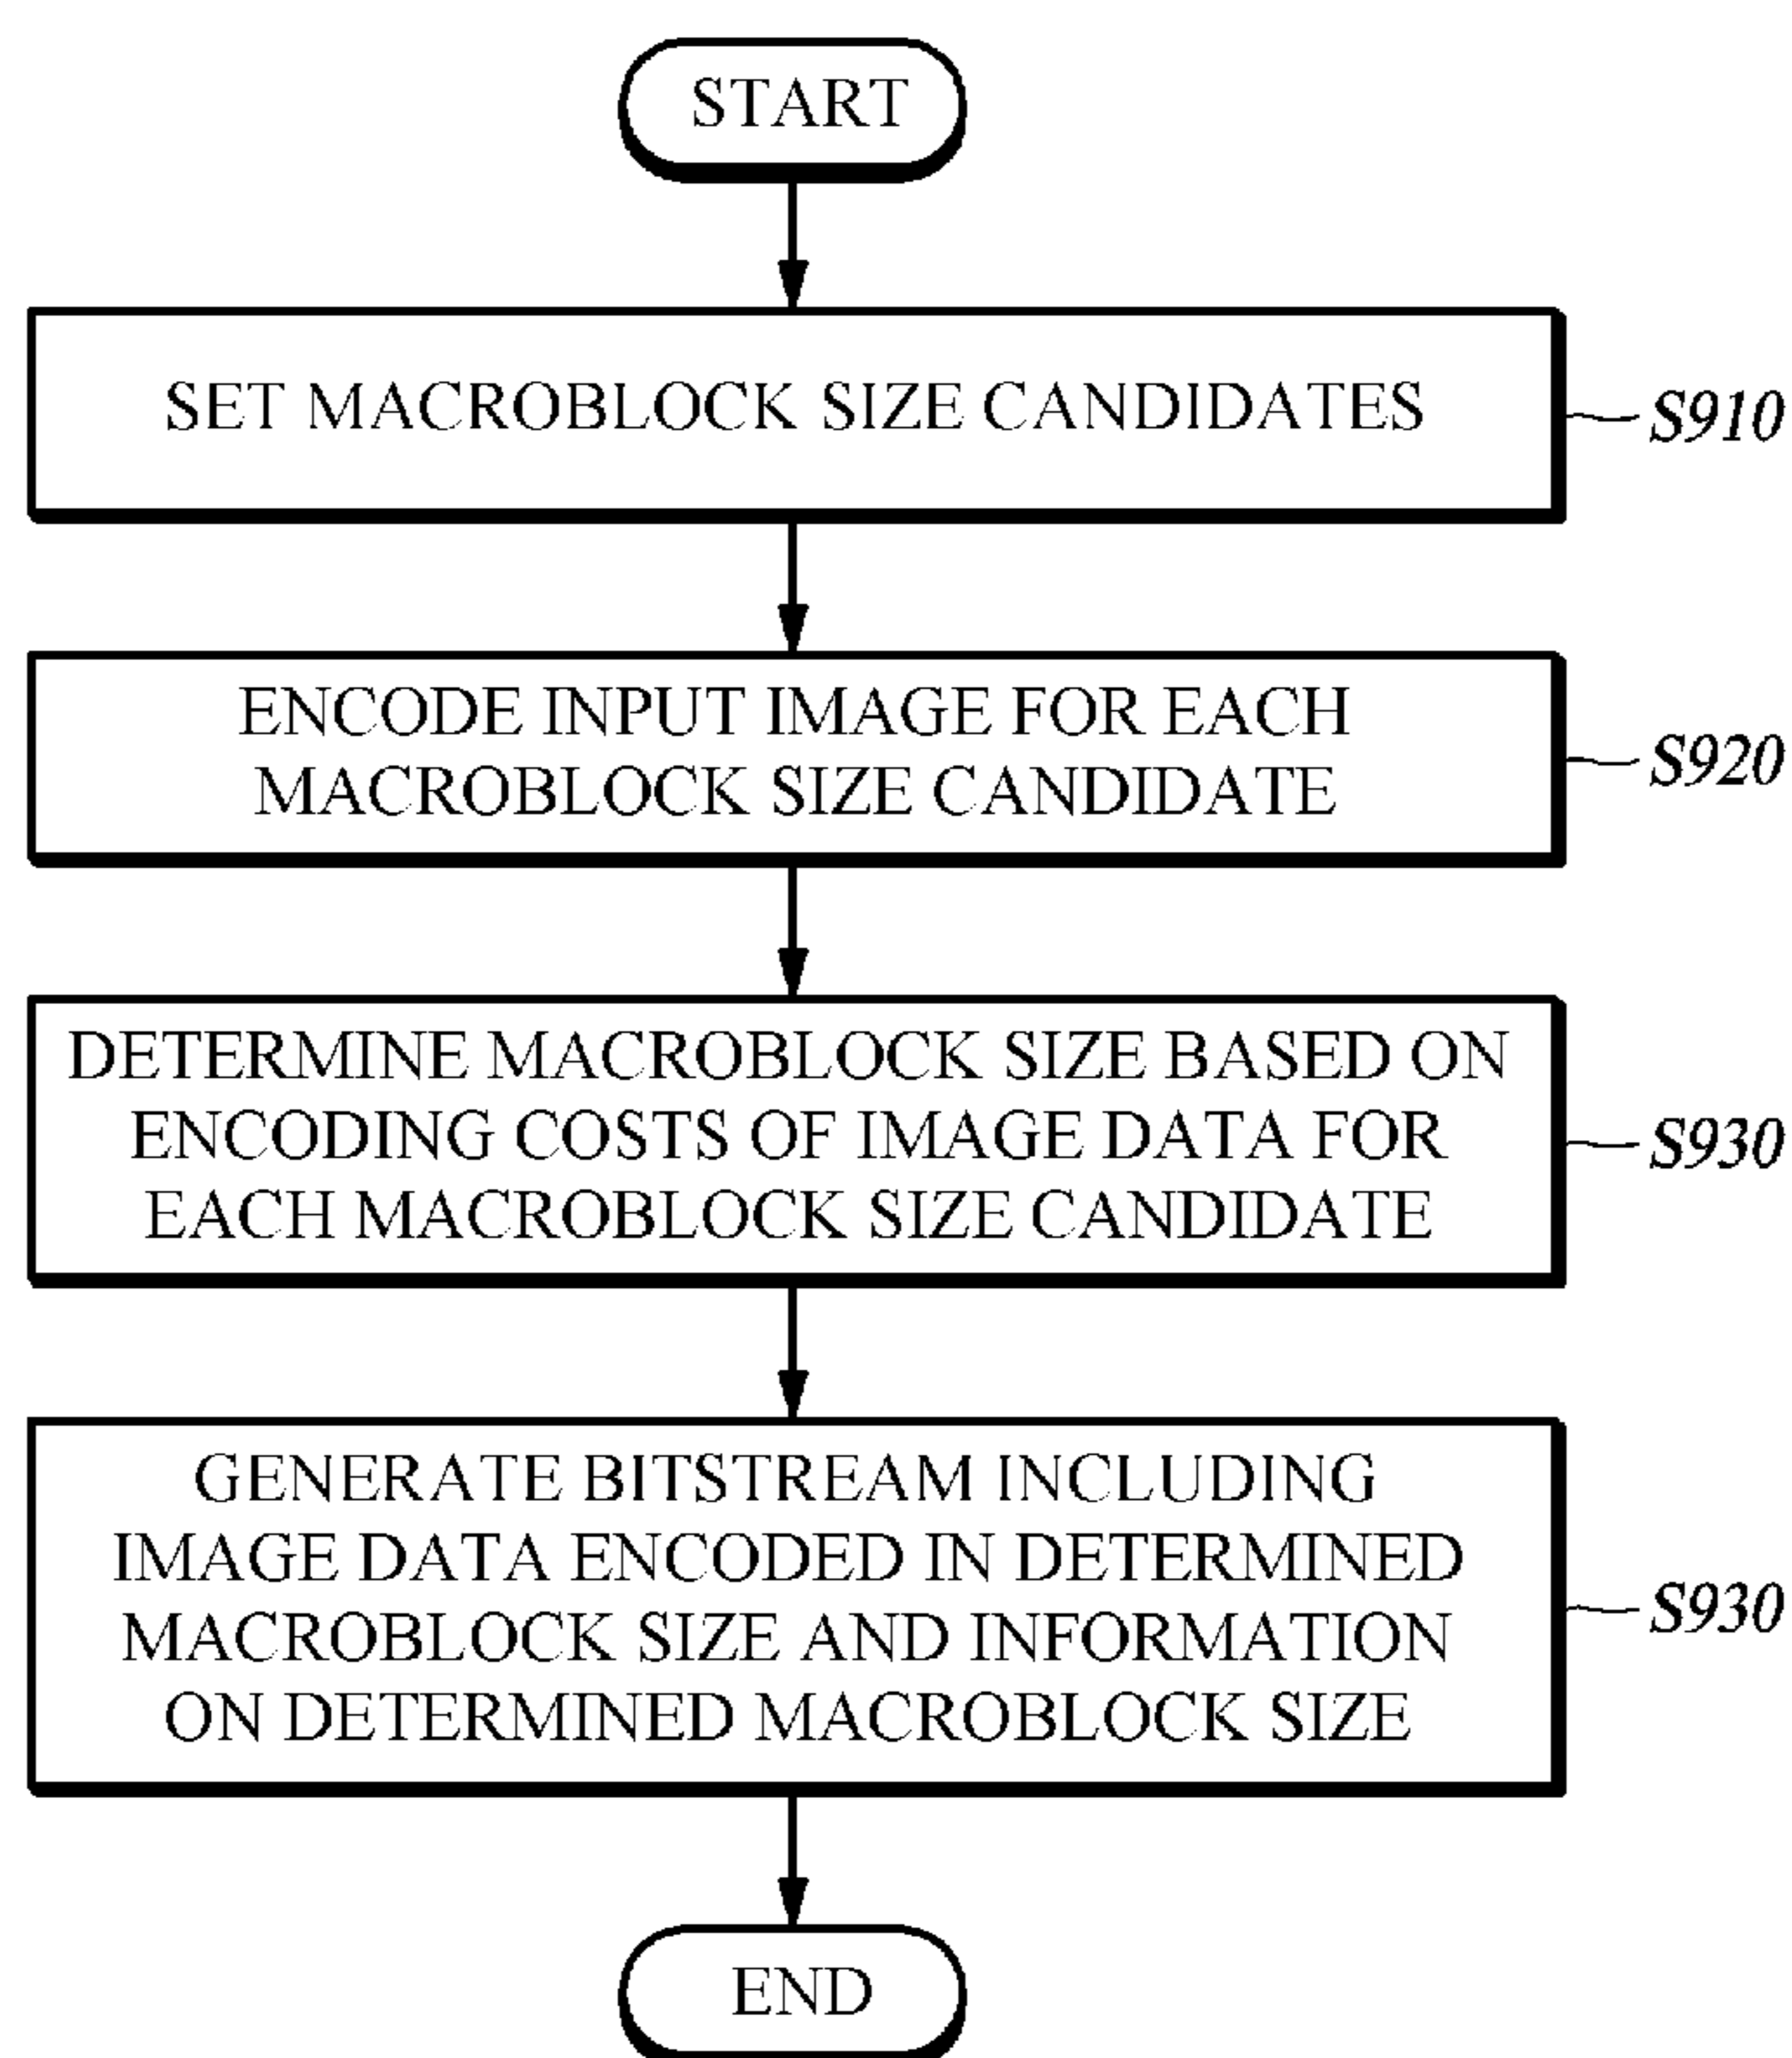 START
SET MACROBLOCK SIZE CANDIDATES
S910
ENCODE INPUT IMAGE FOR EACH
MACROBLOCK SIZE CANDIDATE
S920
DETERMINE MACROBLOCK SIZE BASED ON
ENCODING COSTS OF IMAGE DATA FOR
EACH MACROBLOCK SIZE CANDIDATE
S930
GENERATE BITSTREAM INCLUDING
IMAGE DATA ENCODED IN DETERMINED
MACROBLOCK SIZE AND INFORMATION
ON DETERMINED MACROBLOCK SIZE
S930
END